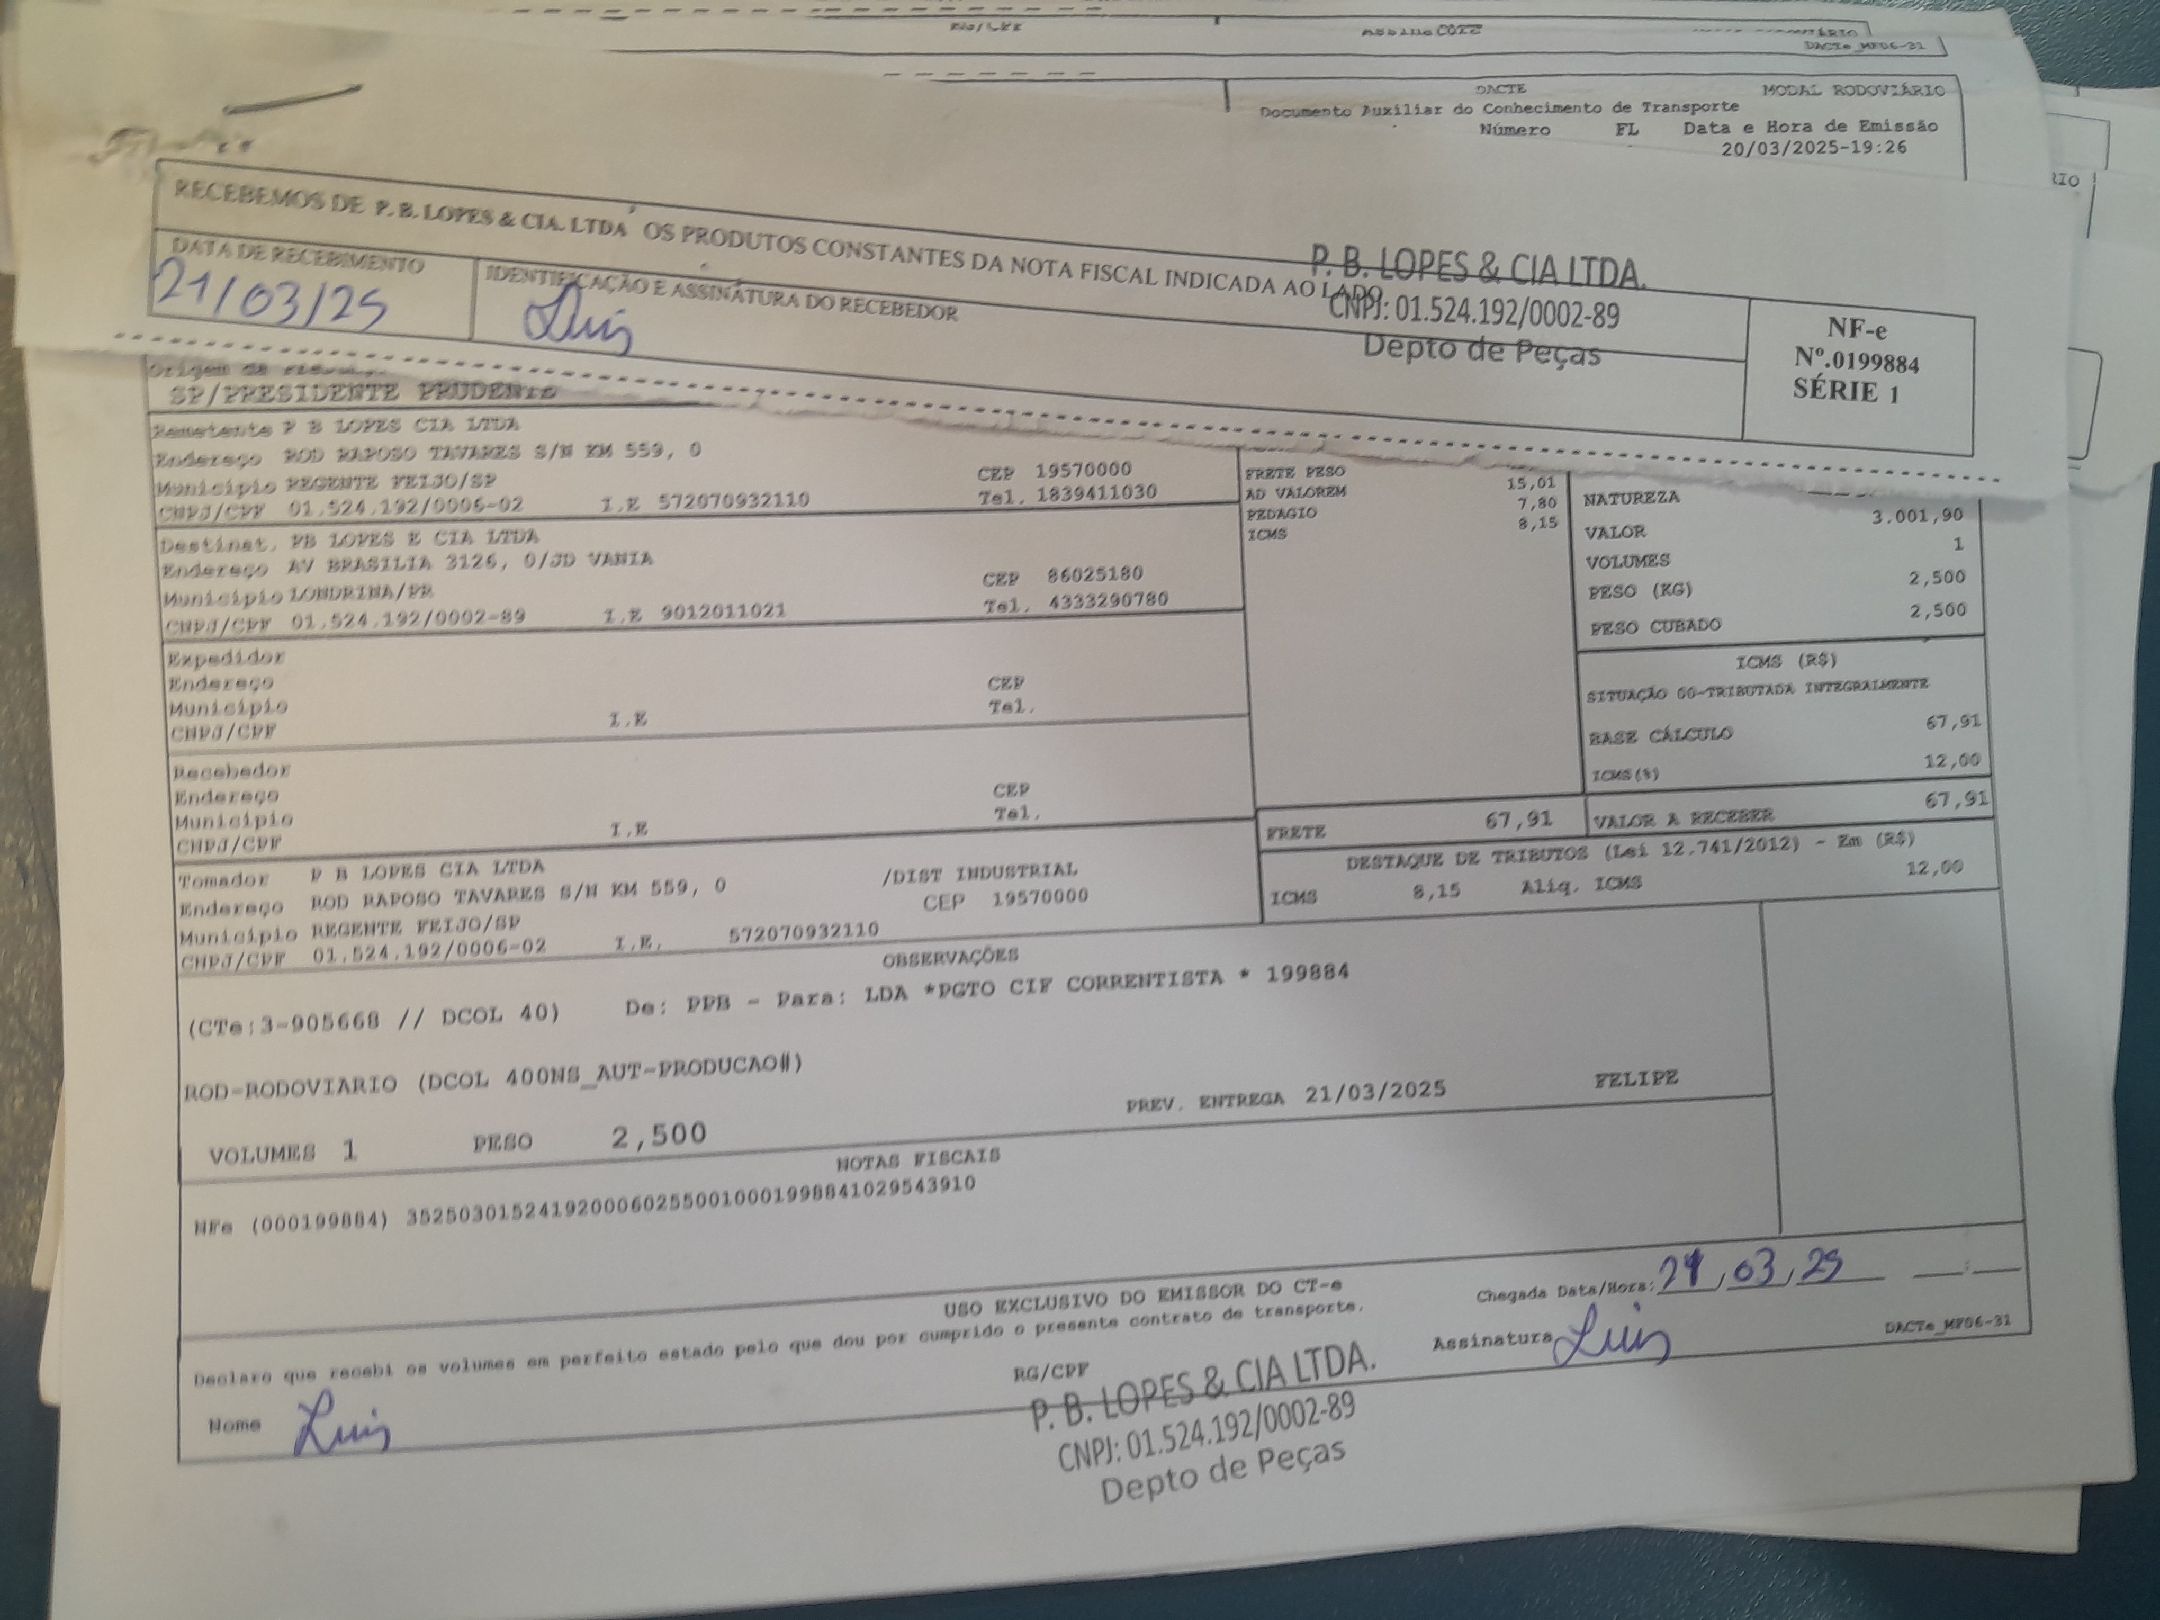 DACTE MODAL RODOVIÁRIO
DACTe_MF06-31
Documento Auxiliar do Conhecimento de Transporte
Número FL Data e Hora de Emissão
20/03/2025-19:26
RECEBEMOS DE P. B. LOPES & CIA. LTDA OS PRODUTOS CONSTANTES DA NOTA FISCAL INDICADA AO LADO
DATA DE RECEBIMENTO
21/03/25
IDENTIFICAÇÃO E ASSINATURA DO RECEBEDOR
Luis
P. B. LOPES & CIA LTDA.
CNPJ: 01.524.192/0002-89
Depto de Peças
NF-e
Nº.0199884
SÉRIE 1
SP/PRESIDENTE PRUDENTE
Remetente P B LOPES CIA LTDA
Endereço ROD RAPOSO TAVARES S/N KM 559, 0
Município REGENTE FEIJO/SP CEP 19570000
CNPJ/CPF 01.524.192/0006-02 I.E 572070932110 Tel. 1839411030
Destinat. PB LOPES E CIA LTDA
Endereço AV BRASILIA 3126, 0/JD VANIA
Município LONDRINA/PR CEP 86025180
CNPJ/CPF 01.524.192/0002-89 I.E 9012011021 Tel. 4333290780
Expedidor
Endereço
Município CEP
CNPJ/CPF I.E Tel.
Recebedor
Endereço
Município CEP
CNPJ/CPF I.E Tel.
Tomador P B LOPES CIA LTDA
Endereço ROD RAPOSO TAVARES S/N KM 559, 0 /DIST INDUSTRIAL
Município REGENTE FEIJO/SP CEP 19570000
CNPJ/CPF 01.524.192/0006-02 I.E. 572070932110
FRETE PESO 15,01
AD VALOREM 7,80
PEDAGIO 8,15
ICMS
NATUREZA
VALOR 3.001,90
VOLUMES 1
PESO (KG) 2,500
PESO CUBADO 2,500
ICMS (R$)
SITUAÇÃO 00-TRIBUTADA INTEGRALMENTE
BASE CÁLCULO 67,91
ICMS(%) 12,00
FRETE 67,91 VALOR A RECEBER 67,91
DESTAQUE DE TRIBUTOS (Lei 12.741/2012) - Em (R$)
ICMS 8,15 Aliq. ICMS 12,00
OBSERVAÇÕES
(CTe:3-905668 // DCOL 40) De: PPB - Para: LDA *PGTO CIF CORRENTISTA * 199884
ROD-RODOVIARIO (DCOL 400NS_AUT-PRODUCAO#)
PREV. ENTREGA 21/03/2025 FELIPE
VOLUMES 1 PESO 2,500
NOTAS FISCAIS
NFe (000199884) 35250301524192000602550010001998841029543910
USO EXCLUSIVO DO EMISSOR DO CT-e
Declaro que recebi os volumes em perfeito estado pelo que dou por cumprido o presente contrato de transporte.
Chegada Data/Hora: 21/03/25 :
Nome Luis
RG/CPF
Assinatura Luis
DACTe_MF06-31
P. B. LOPES & CIA LTDA.
CNPJ: 01.524.192/0002-89
Depto de Peças